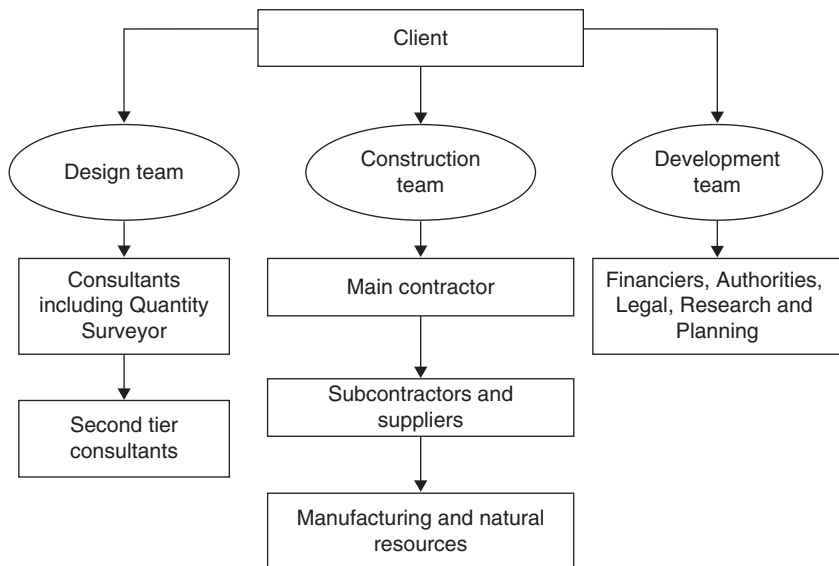 Client
Design team
Construction
team
Development
team
Consultants
including Quantity
Surveyor
Main contractor
Financiers, Authorities,
Legal, Research and
Planning
Second tier
consultants
Subcontractors and
suppliers
Manufacturing and natural
resources